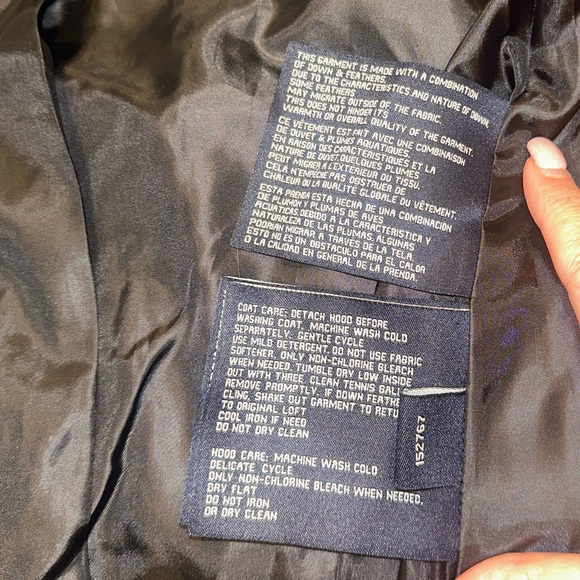 THIS GARMENT IS MADE WITH A COMBINATION
OF DOWN & FEATHERS.
DUE TO THE CHARACTERISTICS AND NATURE OF DOWN,
SOME FEATHERS
MAY MIGRATE OUTSIDE OF THE FABRIC.
THIS DOES NOT HINDER
WARMTH OR OVERALL QUALITY OF THE GARMENT.
CE VÊTEMENT EST FAIT AVEC UNE COMBINAISON
DE DUVET & PLUMES AQUATIQUES.
EN RAISON DES CARACTÉRISTIQUES ET LA
NATURE DE DUVET, QUELQUES PLUMES
PEUT MIGRER À L'EXTERIEUR DU TISSU.
CELA N'EMPECHE PAS OBSTRUER DE
CHALEUR OU LA QUALITE GLOBALE DU VÊTEMENT.
ESTA PRENDA ESTA HECHA DE UNA COMBINACIÓN
DE PLUMON Y PLUMAS DE AVES
ACUATICAS DEBIDO A LA CARACTERISTICA Y
NATURALEZA DE LAS PLUMAS, ALGUNAS
PODRIAN MIGRAR A TRAVES DE LA TELA.
ESTO NO ES UN OBSTACULO PARA EL CALOR
O LA CALIDAD EN GENERAL DE LA PRENDA.
COAT CARE: DETACH HOOD BEFORE
WASHING COAT. MACHINE WASH COLD
SEPARATELY. GENTLE CYCLE
USE MILD DETERGENT. DO NOT USE FABRIC
SOFTENER. ONLY NON-CHLORINE BLEACH
WHEN NEEDED. TUMBLE DRY LOW INSIDE
OUT WITH THREE CLEAN TENNIS
REMOVE PROMPTLY. IF DOWN
CLING, SHAKE OUT GARMENT TO
TO ORIGINAL LOFT
COOL IRON IF NEED
DO NOT DRY CLEAN
152767
HOOD CARE: MACHINE WASH COLD
DELICATE CYCLE
ONLY NON-CHLORINE BLEACH WHEN NEEDED.
DRY FLAT
DO NOT IRON
OR DRY CLEAN